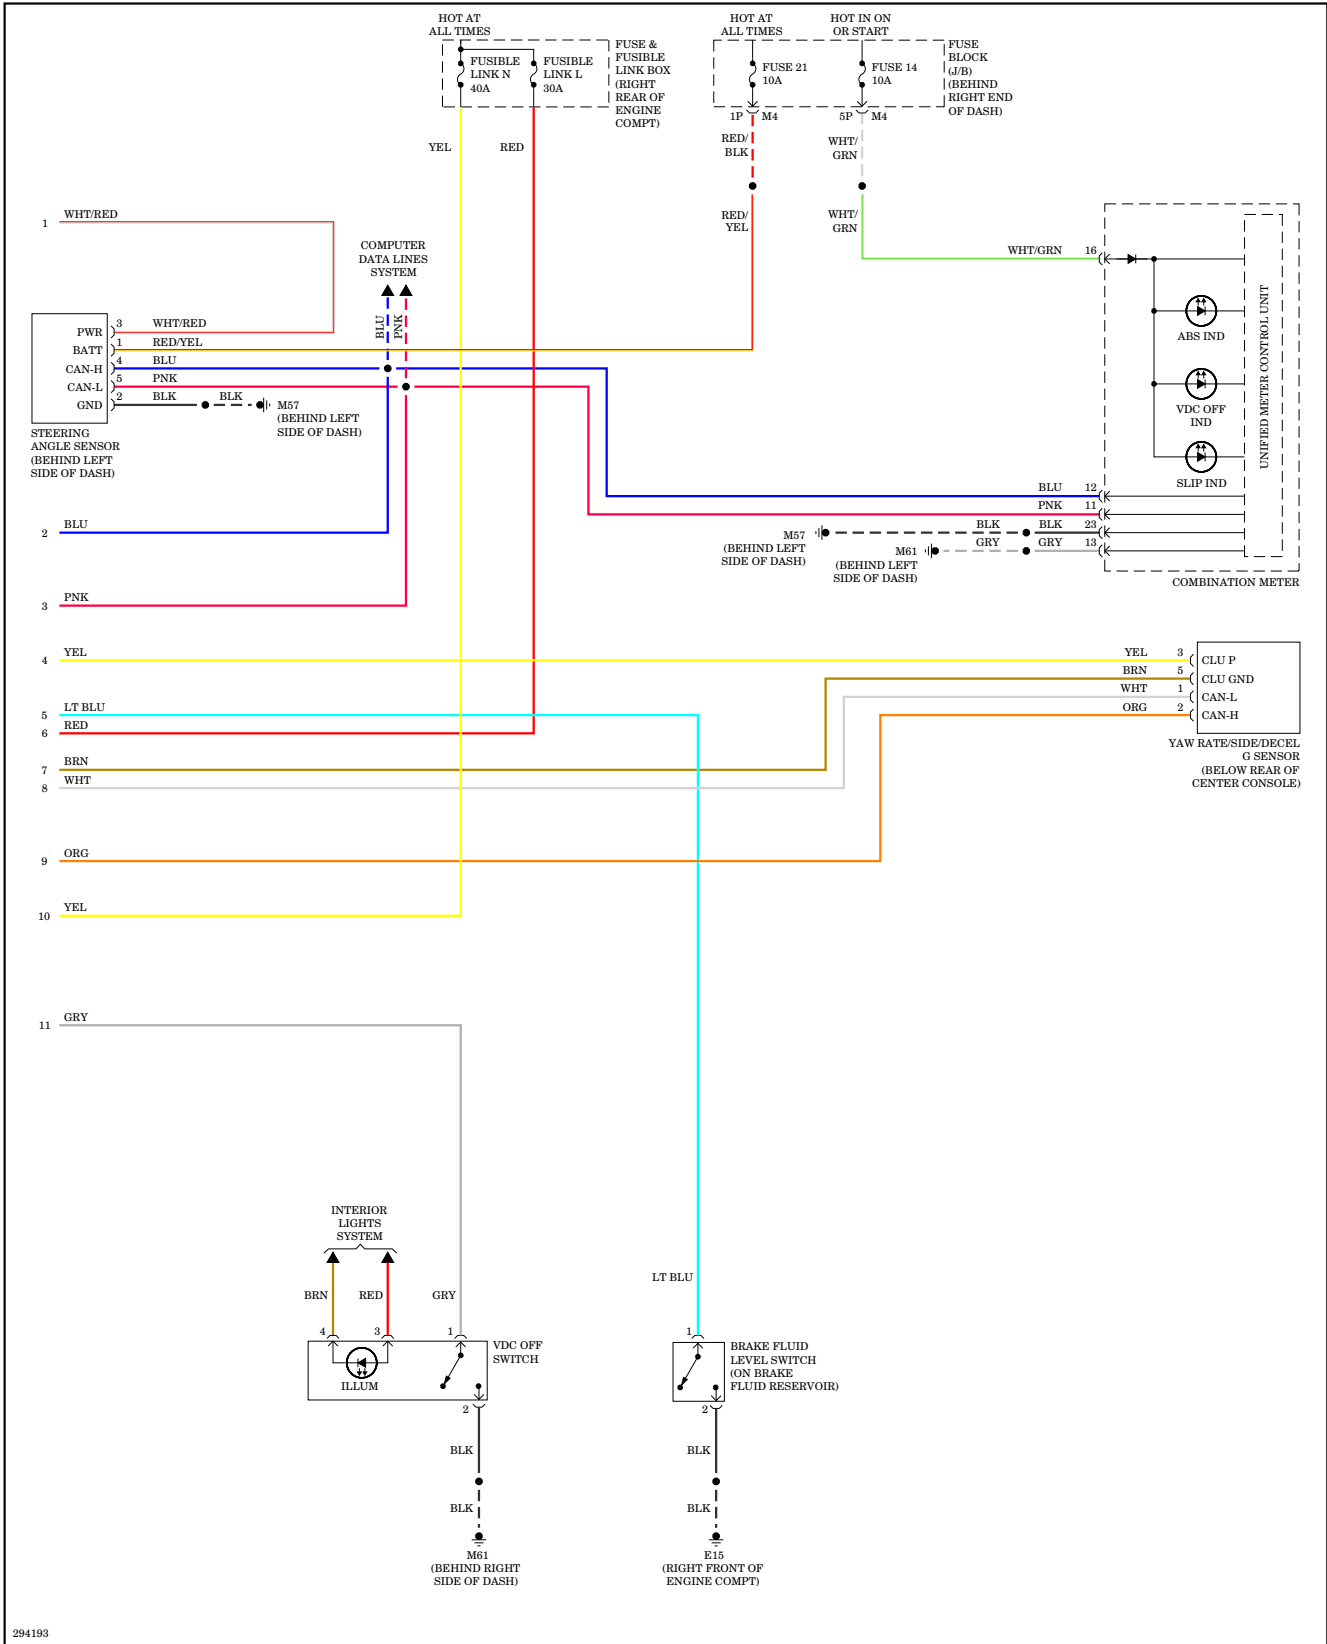 HOT AT
ALL TIMES
HOT AT
ALL TIMES
HOT IN ON
OR START
FUSIBLE
LINK N
40A
FUSIBLE
LINK L
30A
FUSE &
FUSIBLE
LINK BOX
(RIGHT
REAR OF
ENGINE
COMPT)
FUSE 21
10A
FUSE 14
10A
FUSE
BLOCK
(J/B)
(BEHIND
RIGHT END
OF DASH)
1P M4
5P M4
YEL
RED
RED/
BLK
WHT/
GRN
RED/
YEL
WHT/
GRN
1 WHT/RED
COMPUTER
DATA LINES
SYSTEM
BLU
PNK
WHT/GRN 16
ABS IND
VDC OFF
IND
SLIP IND
UNIFIED METER CONTROL UNIT
PWR 3 WHT/RED
BATT 1 RED/YEL
CAN-H 4 BLU
CAN-L 5 PNK
GND 2 BLK BLK
M57
(BEHIND LEFT
SIDE OF DASH)
STEERING
ANGLE SENSOR
(BEHIND LEFT
SIDE OF DASH)
BLU 12
PNK 11
BLK BLK 23
GRY GRY 13
M57
(BEHIND LEFT
SIDE OF DASH)
M61
(BEHIND LEFT
SIDE OF DASH)
COMBINATION METER
2 BLU
3 PNK
4 YEL
5 LT BLU
6 RED
7 BRN
8 WHT
9 ORG
10 YEL
11 GRY
YEL 3 CLU P
BRN 5 CLU GND
WHT 1 CAN-L
ORG 2 CAN-H
YAW RATE/SIDE/DECEL
G SENSOR
(BELOW REAR OF
CENTER CONSOLE)
INTERIOR
LIGHTS
SYSTEM
BRN
RED
GRY
LT BLU
4
3
1
1
ILLUM
VDC OFF
SWITCH
BRAKE FLUID
LEVEL SWITCH
(ON BRAKE
FLUID RESERVOIR)
2
2
BLK
BLK
BLK
BLK
M61
(BEHIND RIGHT
SIDE OF DASH)
E15
(RIGHT FRONT OF
ENGINE COMPT)
294193